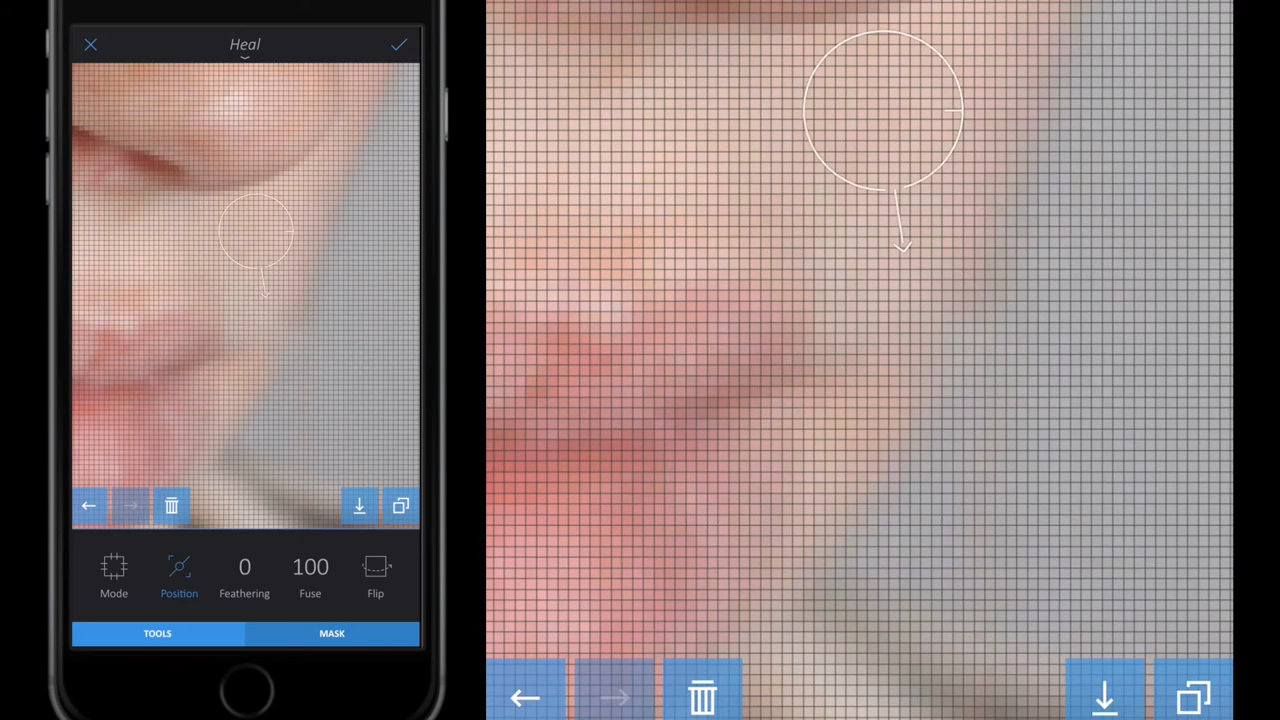 Heal
0
100
Mode
Position
Feathering
Fuse
Flip
TOOLS
MASK